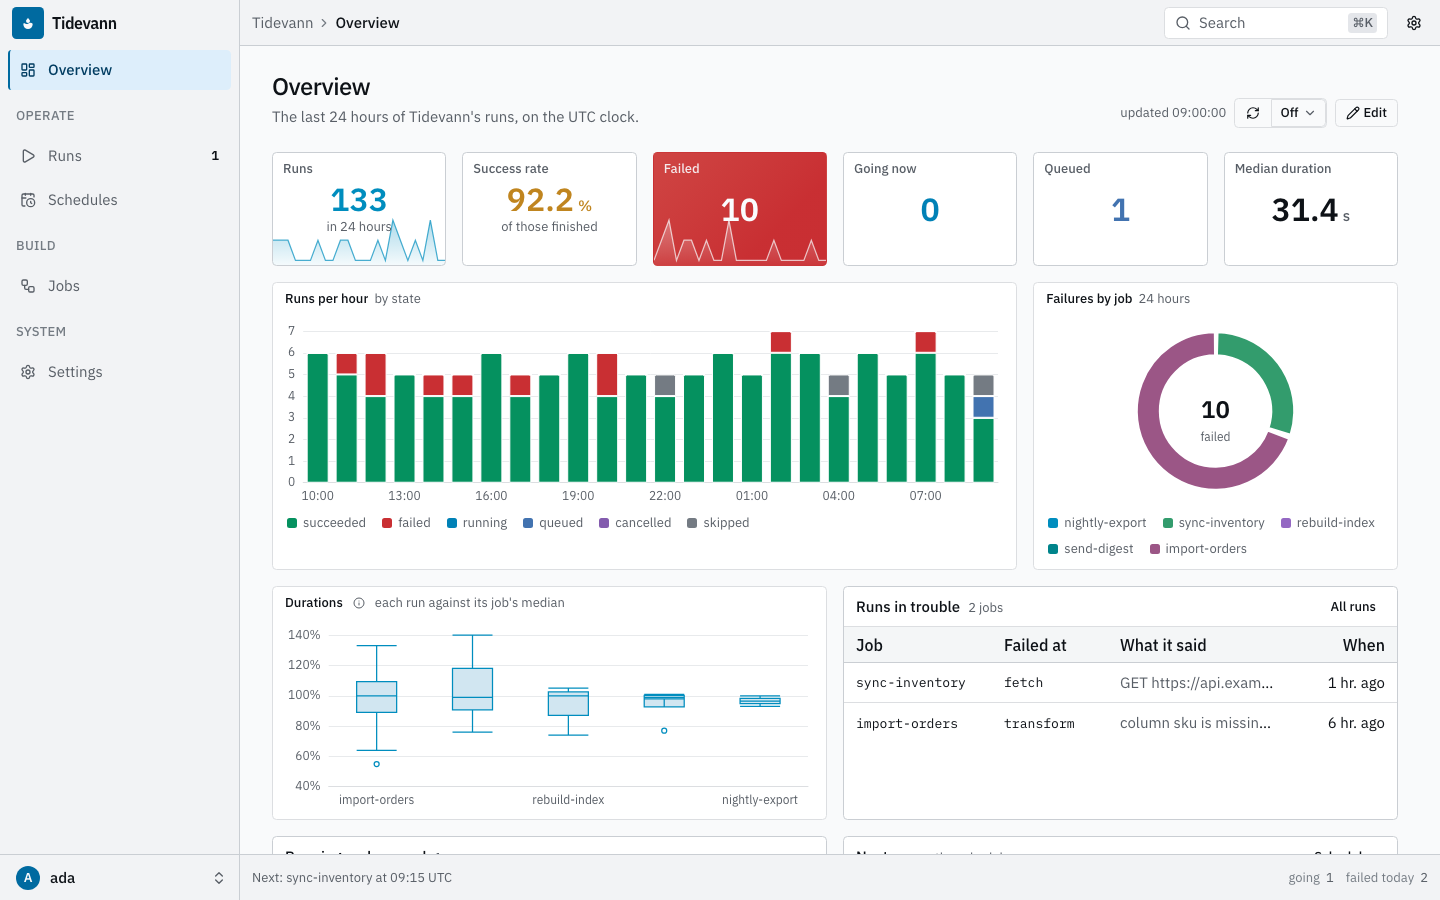 Tidevann
Tidevann > Overview
Search ⌘K
Overview
OPERATE
Runs 1
Schedules
BUILD
Jobs
SYSTEM
Settings
Overview
The last 24 hours of Tidevann's runs, on the UTC clock.
updated 09:00:00 Off Edit
Runs
133
in 24 hours
Success rate
92.2 %
of those finished
Failed
10
Going now
0
Queued
1
Median duration
31.4 s
Runs per hour by state
7
6
5
4
3
2
1
0
10:00 13:00 16:00 19:00 22:00 01:00 04:00 07:00
succeeded failed running queued cancelled skipped
Failures by job 24 hours
10
failed
nightly-export sync-inventory rebuild-index
send-digest import-orders
Durations each run against its job's median
140%
120%
100%
80%
60%
40%
import-orders rebuild-index nightly-export
Runs in trouble 2 jobs All runs
Job Failed at What it said When
sync-inventory fetch GET https://api.exam... 1 hr. ago
import-orders transform column sku is missin... 6 hr. ago
A ada
Next: sync-inventory at 09:15 UTC
going 1 failed today 2